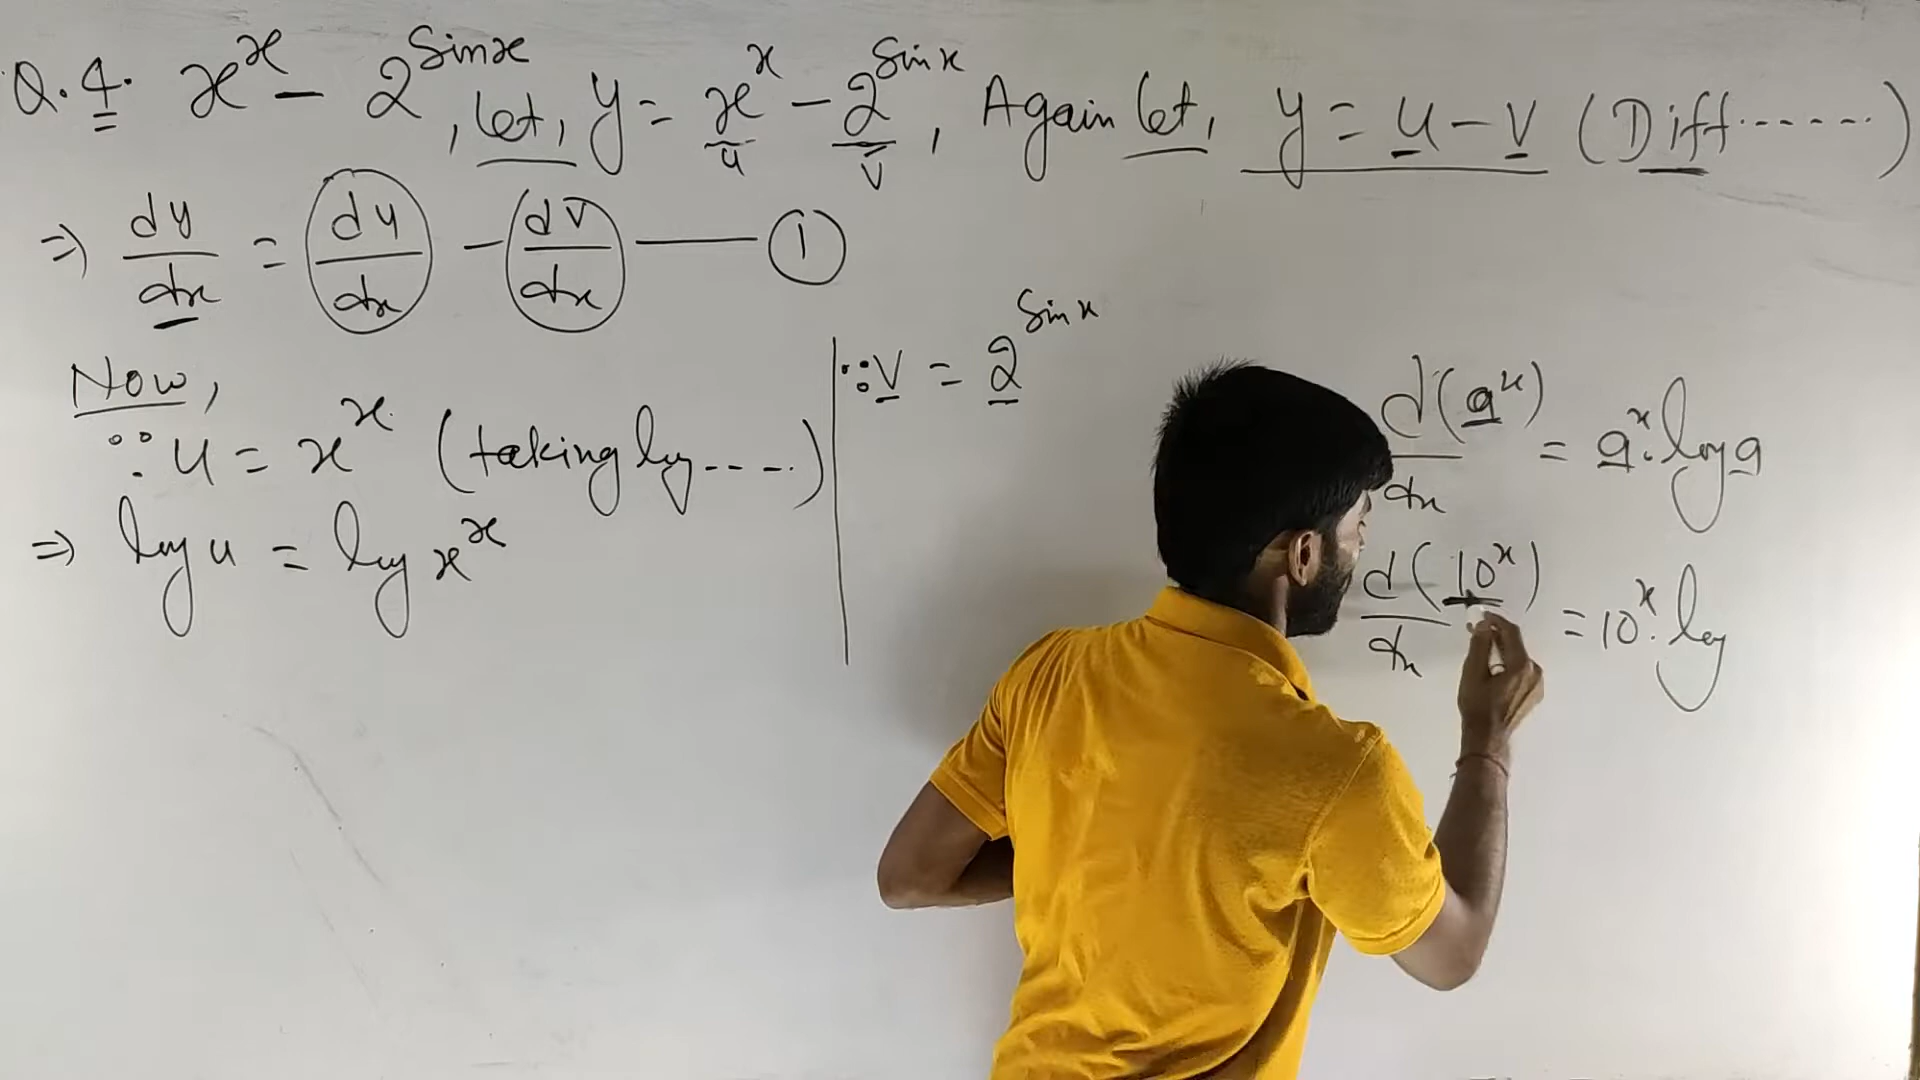 Q.4. x^x - 2^sinx, let, y = x^x - 2^sinx, Again let, y = u - v (Diff.......)
u v
=> dy/dx = du/dx - dv/dx —— ①
Now,
∵ u = x^x (taking log....)
=> log u = log x^x
∵ v = 2^sinx
d(a^x)/dx = a^x . log a
d(10^x)/dx = 10^x . log